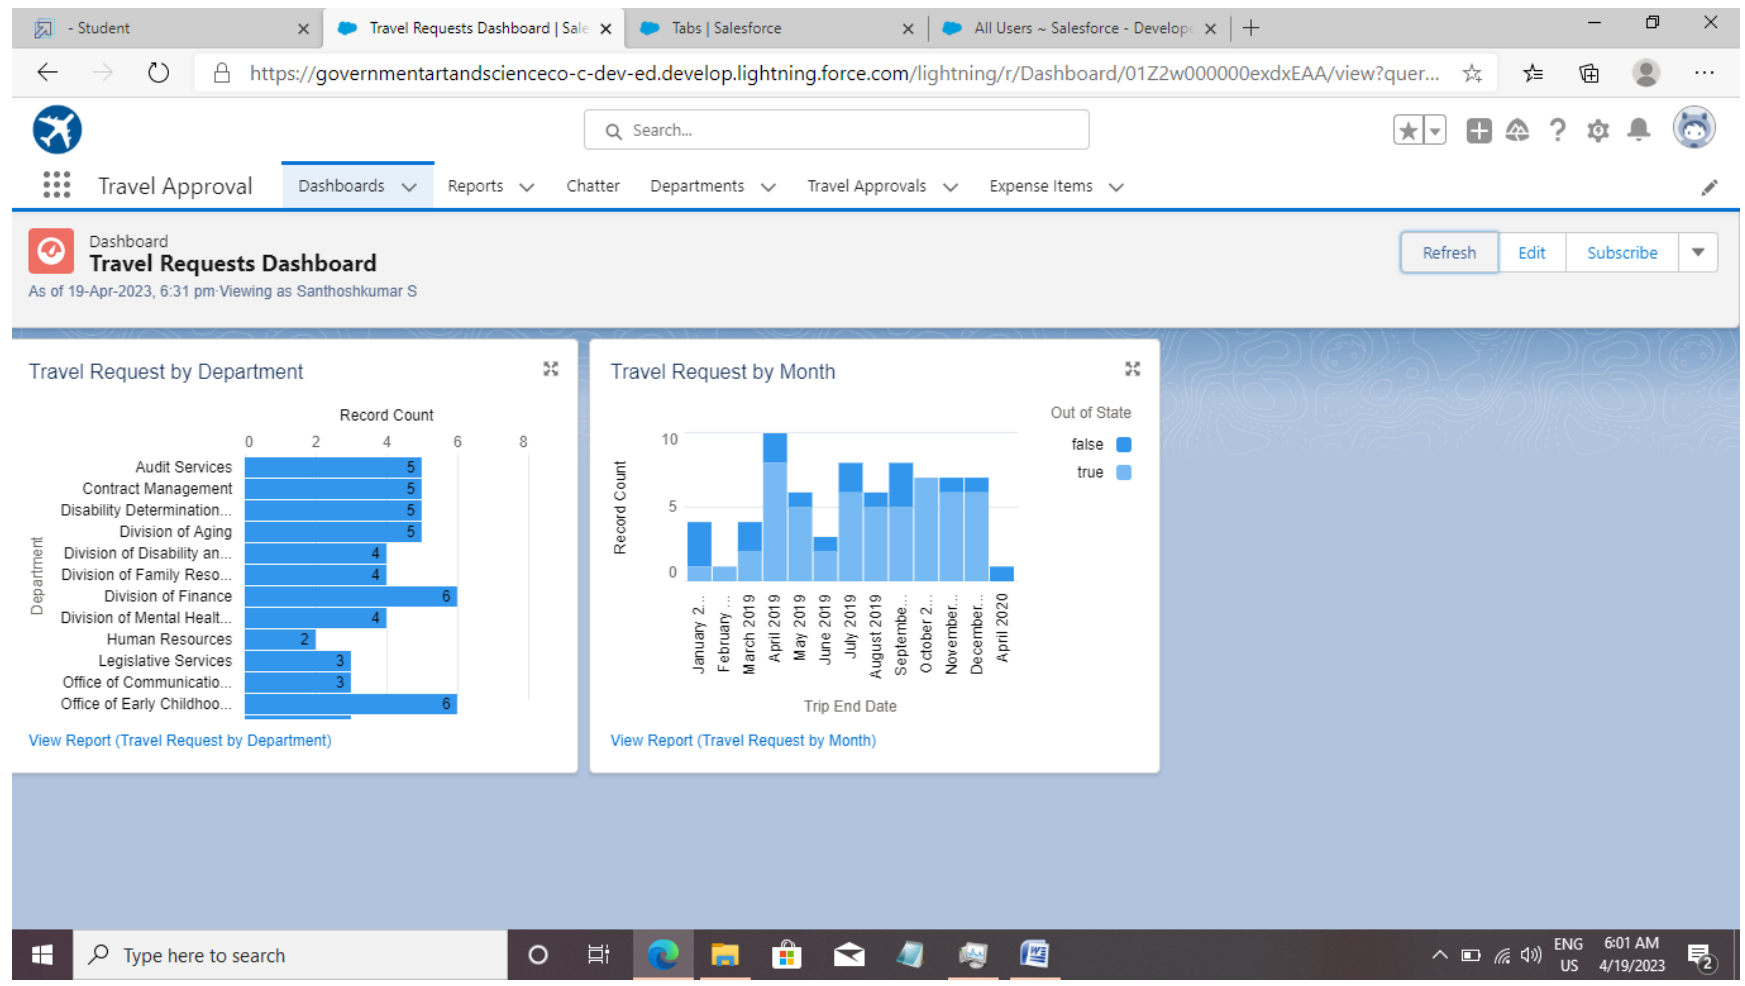 - Student
Travel Requests Dashboard | Sale
Tabs | Salesforce
All Users ~ Salesforce - Develope
https://governmentartandscienceco-c-dev-ed.develop.lightning.force.com/lightning/r/Dashboard/01Z2w000000exdxEAA/view?quer...
Search...
Travel Approval
Dashboards
Reports
Chatter
Departments
Travel Approvals
Expense Items
Dashboard
Travel Requests Dashboard
As of 19-Apr-2023, 6:31 pm·Viewing as Santhoshkumar S
Refresh
Edit
Subscribe
Travel Request by Department
Record Count
0 2 4 6 8
Department
Audit Services 5
Contract Management 5
Disability Determination... 5
Division of Aging 5
Division of Disability an... 4
Division of Family Reso... 4
Division of Finance 6
Division of Mental Healt... 4
Human Resources 2
Legislative Services 3
Office of Communicatio... 3
Office of Early Childhoo... 6
View Report (Travel Request by Department)
Travel Request by Month
Out of State
false
true
Record Count
10
5
0
January 2...
February ...
March 2019
April 2019
May 2019
June 2019
July 2019
August 2019
Septembe...
October 2...
November...
December...
April 2020
Trip End Date
View Report (Travel Request by Month)
Type here to search
ENG
US
6:01 AM
4/19/2023
2